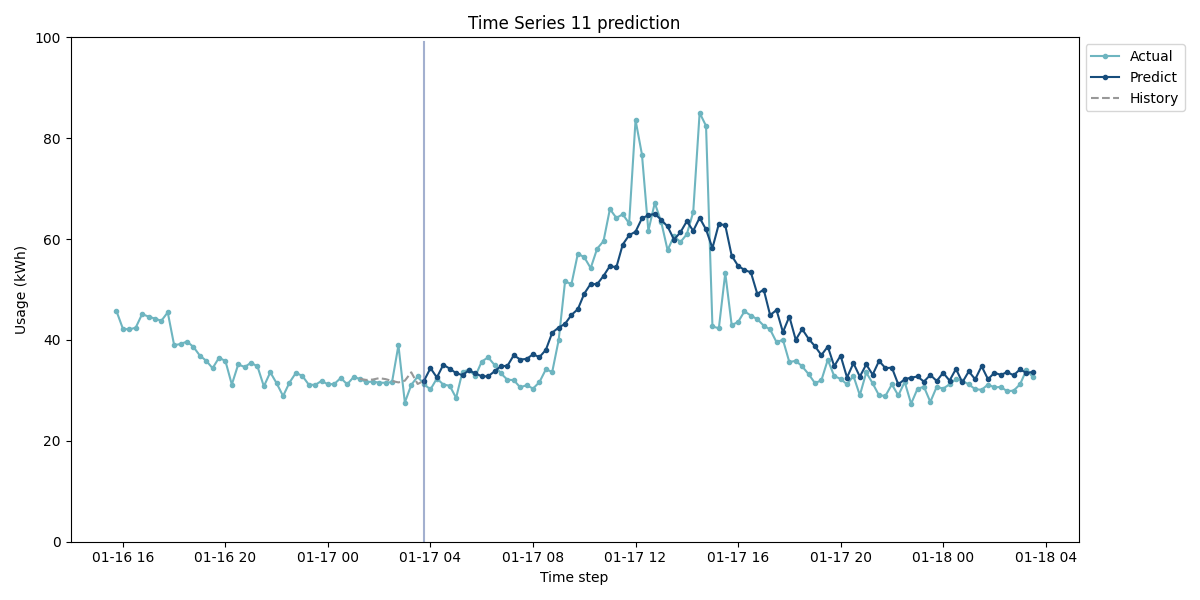 Time Series 11 prediction
Usage (kWh)
100
80
60
40
20
0
01-16 16
01-16 20
01-17 00
01-17 04
01-17 08
01-17 12
01-17 16
01-17 20
01-18 00
01-18 04
Time step
Actual
Predict
History